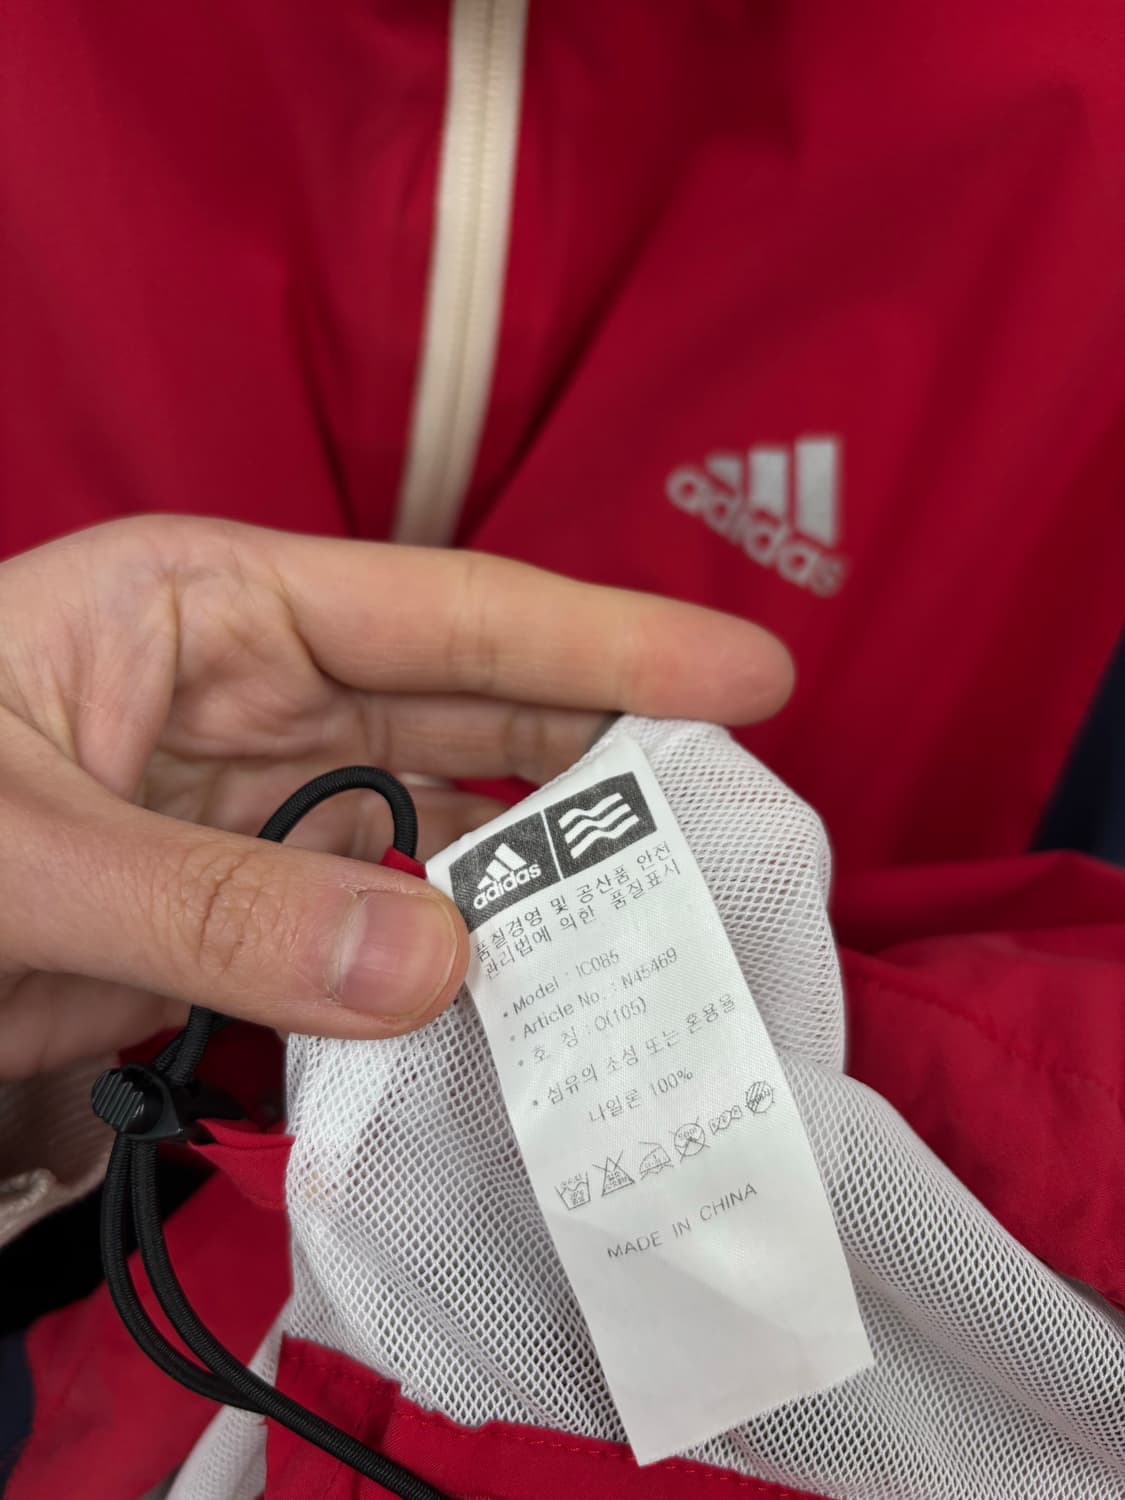 adidas
adidas
품질경영 및 공산품 안전
관리법에 의한 품질표시
• Model : IC085
• Article No. : N45469
• 호 칭 : O(105)
• 섬유의 조성 또는 혼용율
나일론 100%
MADE IN CHINA